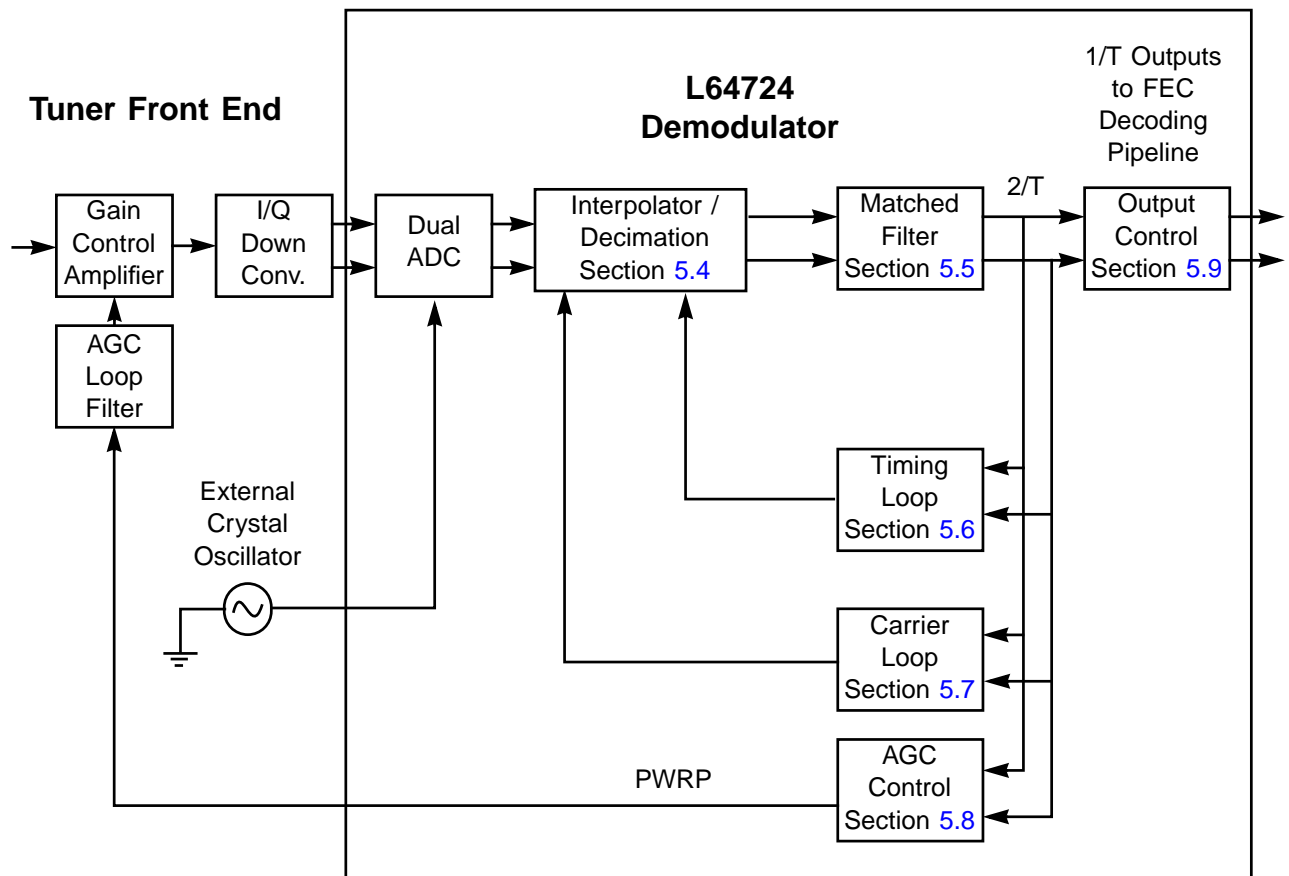 Tuner Front End
L64724
Demodulator
1/T Outputs
to FEC
Decoding
Pipeline
Gain
Control
Amplifier
I/Q
Down
Conv.
Dual
ADC
Interpolator /
Decimation
Section 5.4
Matched
Filter
Section 5.5
2/T
Output
Control
Section 5.9
AGC
Loop
Filter
External
Crystal
Oscillator
Timing
Loop
Section 5.6
Carrier
Loop
Section 5.7
PWRP
AGC
Control
Section 5.8